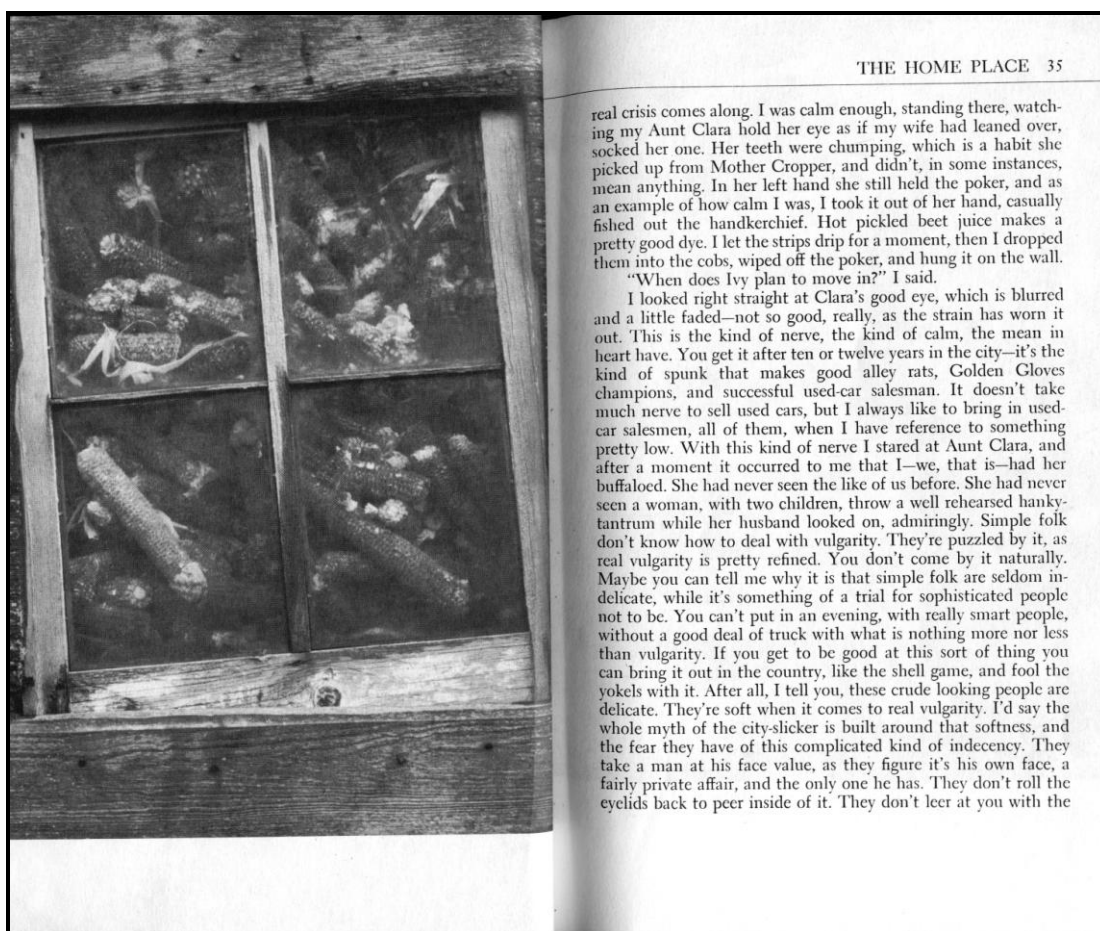 THE HOME PLACE 35
real crisis comes along. I was calm enough, standing there, watch-
ing my Aunt Clara hold her eye as if my wife had leaned over,
socked her one. Her teeth were chumping, which is a habit she
picked up from Mother Cropper, and didn't, in some instances,
mean anything. In her left hand she still held the poker, and as
an example of how calm I was, I took it out of her hand, casually
fished out the handkerchief. Hot pickled beet juice makes a
pretty good dye. I let the strips drip for a moment, then I dropped
them into the cobs, wiped off the poker, and hung it on the wall.
"When does Ivy plan to move in?" I said.
I looked right straight at Clara's good eye, which is blurred
and a little faded—not so good, really, as the strain has worn it
out. This is the kind of nerve, the kind of calm, the mean in
heart have. You get it after ten or twelve years in the city—it's the
kind of spunk that makes good alley rats, Golden Gloves
champions, and successful used-car salesman. It doesn't take
much nerve to sell used cars, but I always like to bring in used-
car salesmen, all of them, when I have reference to something
pretty low. With this kind of nerve I stared at Aunt Clara, and
after a moment it occurred to me that I—we, that is—had her
buffaloed. She had never seen the like of us before. She had never
seen a woman, with two children, throw a well rehearsed hanky-
tantrum while her husband looked on, admiringly. Simple folk
don't know how to deal with vulgarity. They're puzzled by it, as
real vulgarity is pretty refined. You don't come by it naturally.
Maybe you can tell me why it is that simple folk are seldom in-
delicate, while it's something of a trial for sophisticated people
not to be. You can't put in an evening, with really smart people,
without a good deal of truck with what is nothing more nor less
than vulgarity. If you get to be good at this sort of thing you
can bring it out in the country, like the shell game, and fool the
yokels with it. After all, I tell you, these crude looking people are
delicate. They're soft when it comes to real vulgarity. I'd say the
whole myth of the city-slicker is built around that softness, and
the fear they have of this complicated kind of indecency. They
take a man at his face value, as they figure it's his own face, a
fairly private affair, and the only one he has. They don't roll the
eyelids back to peer inside of it. They don't leer at you with the